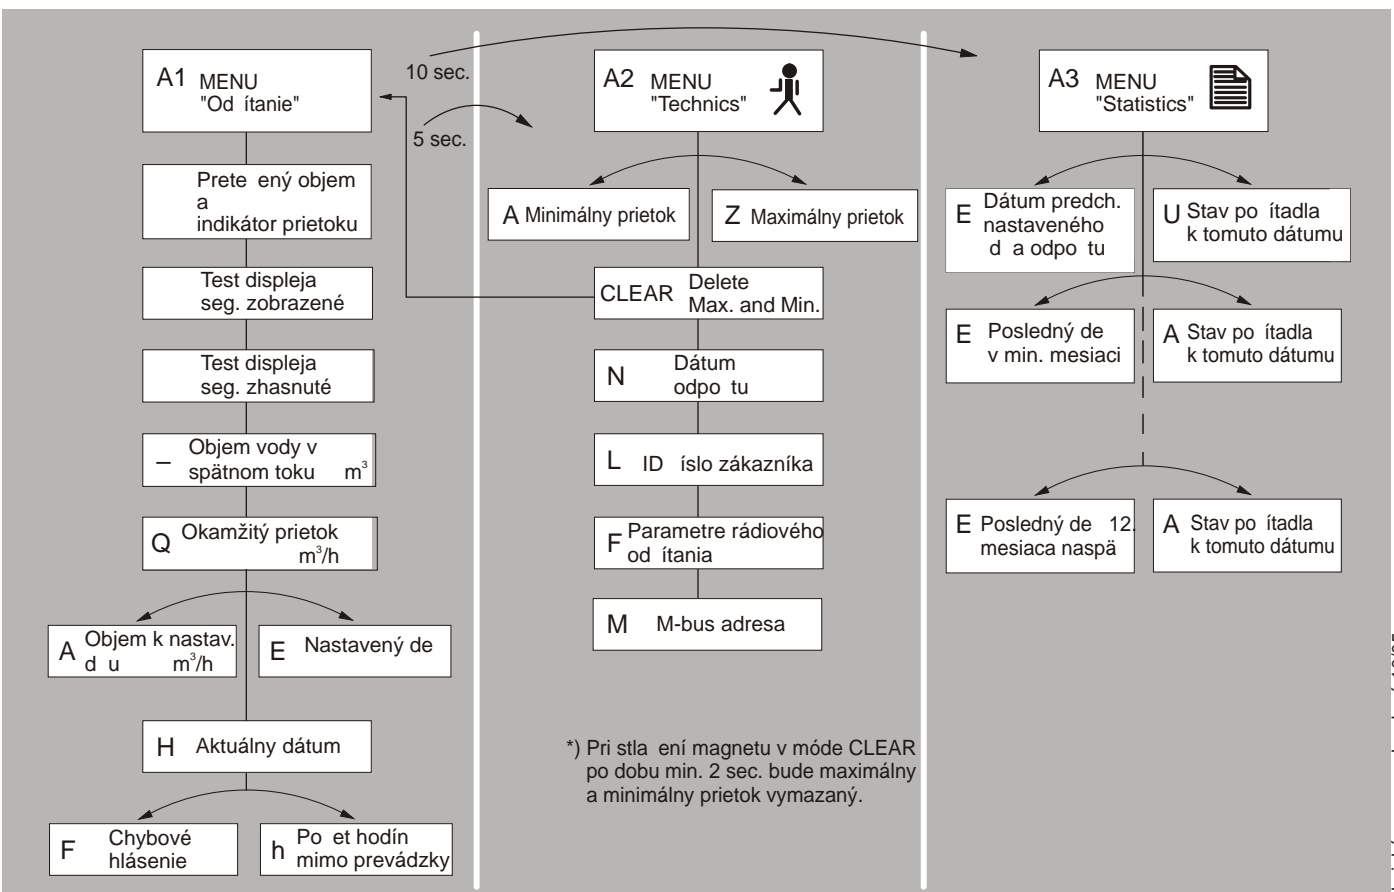 A1 MENU
"Od ítanie"
Prete ený objem
a
indikátor prietoku
Test displeja
seg. zobrazené
Test displeja
seg. zhasnuté
– Objem vody v
spätnom toku m³
Q Okamžitý prietok
m³/h
A Objem k nastav.
d u m³/h
E Nastavený de
H Aktuálny dátum
F Chybové
hlásenie
h Po et hodín
mimo prevádzky
10 sec.
5 sec.
A2 MENU
"Technics"
A Minimálny prietok
Z Maximálny prietok
CLEAR Delete
Max. and Min.
N Dátum
odpo tu
L ID íslo zákazníka
F Parametre rádiového
od ítania
M M-bus adresa
*) Pri stla ení magnetu v móde CLEAR
po dobu min. 2 sec. bude maximálny
a minimálny prietok vymazaný.
A3 MENU
"Statistics"
E Dátum predch.
nastaveného
d a odpo tu
U Stav po ítadla
k tomuto dátumu
E Posledný de
v min. mesiaci
A Stav po ítadla
k tomuto dátumu
E Posledný de 12.
mesiaca naspä
A Stav po ítadla
k tomuto dátumu